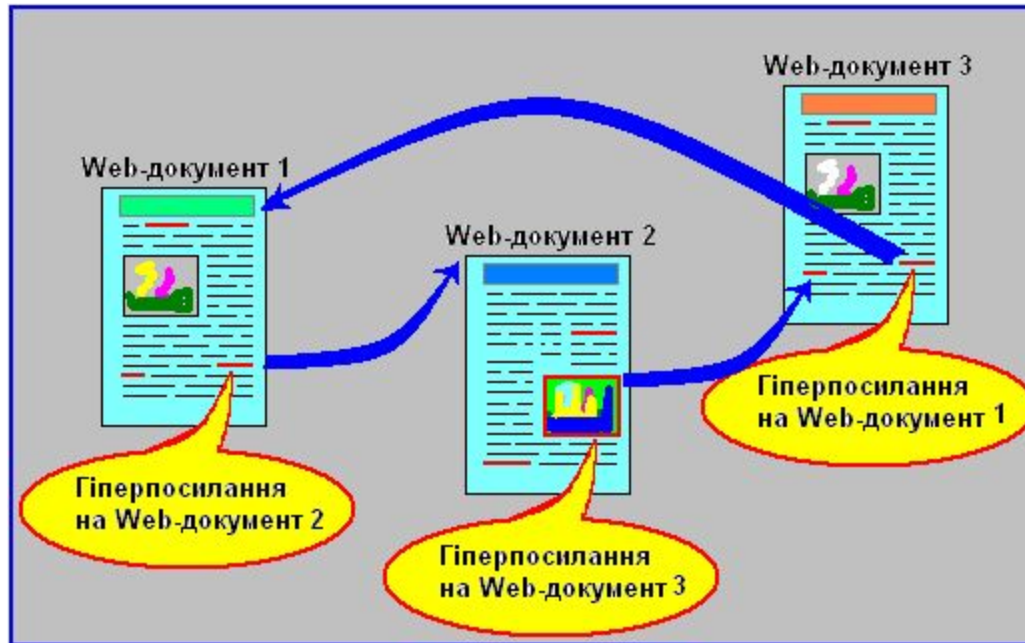 Web-документ 3
Web-документ 1
Web-документ 2
Гіперпосилання
на Web-документ 1
Гіперпосилання
на Web-документ 2
Гіперпосилання
на Web-документ 3